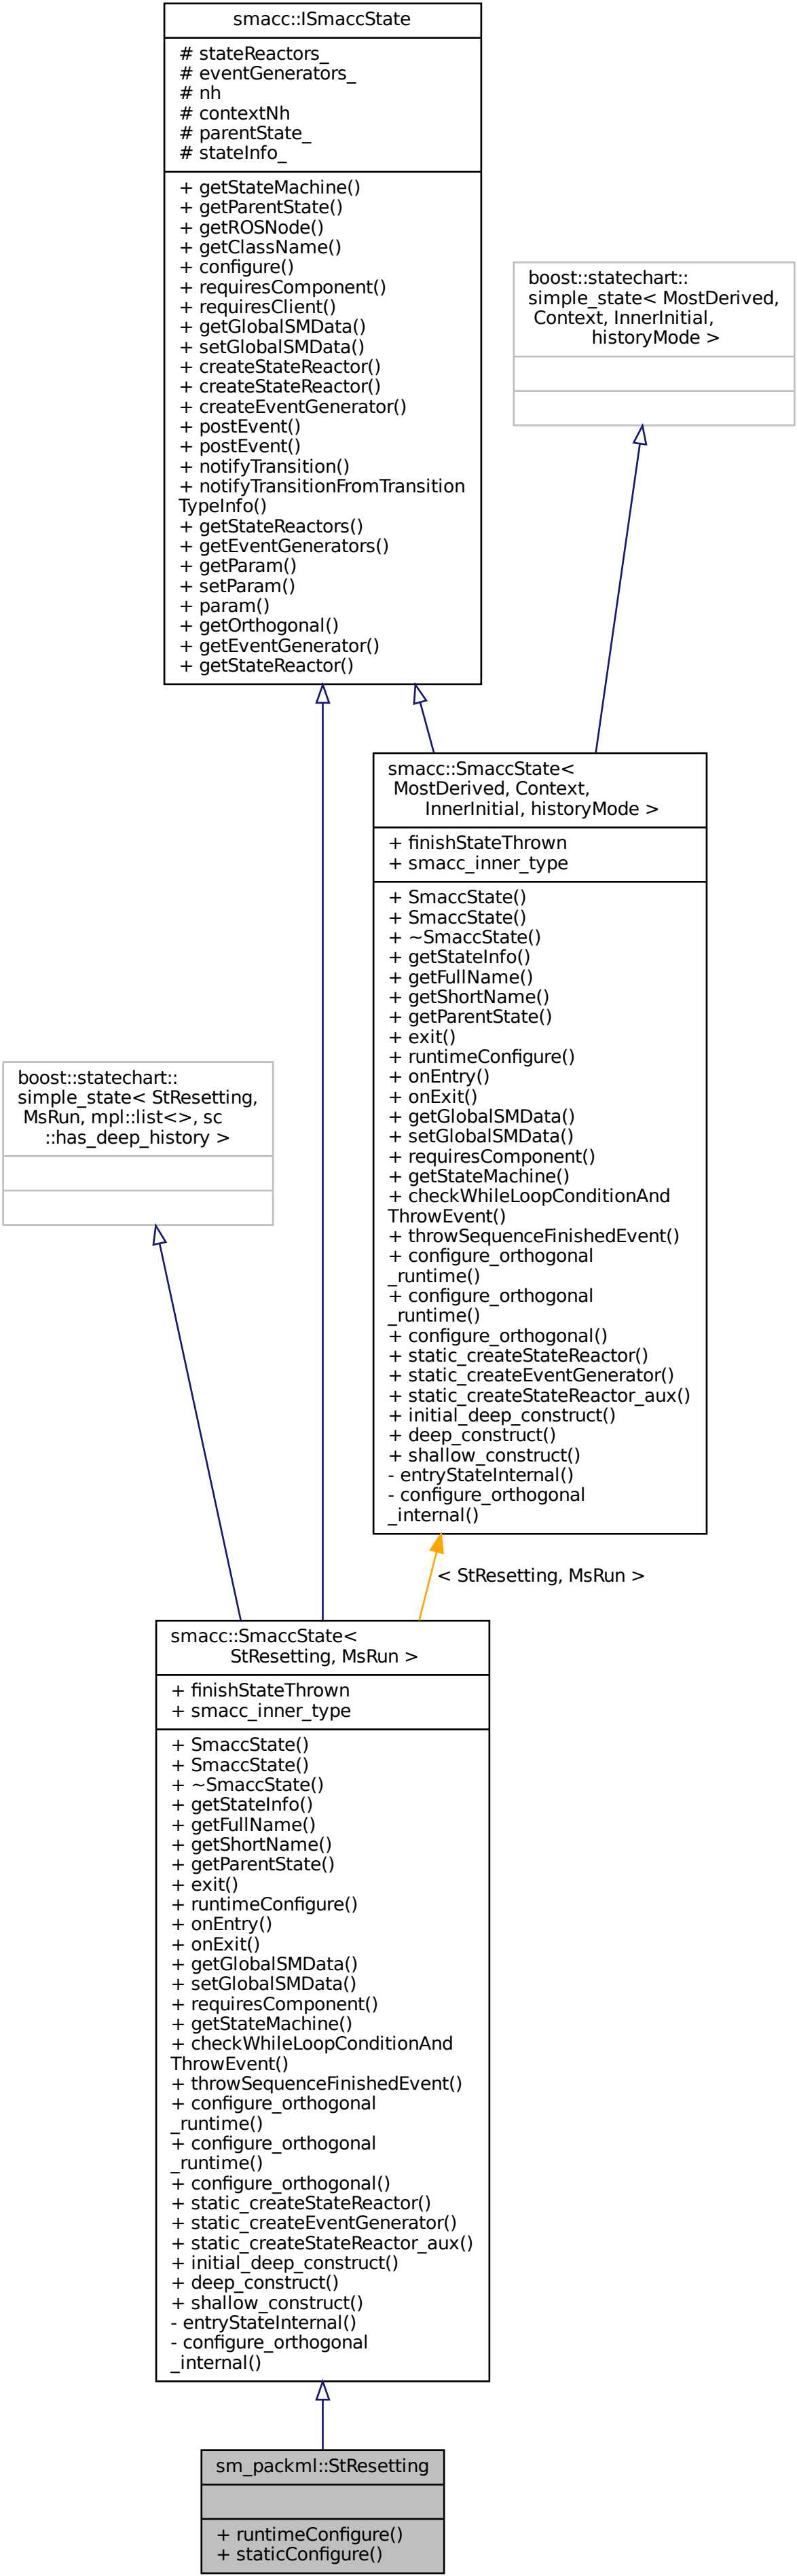 smacc::ISmaccState
# stateReactors_
# eventGenerators_
# nh
# contextNh
# parentState_
# stateInfo_
+ getStateMachine()
+ getParentState()
+ getROSNode()
+ getClassName()
+ configure()
+ requiresComponent()
+ requiresClient()
+ getGlobalSMData()
+ setGlobalSMData()
+ createStateReactor()
+ createStateReactor()
+ createEventGenerator()
+ postEvent()
+ postEvent()
+ notifyTransition()
+ notifyTransitionFromTransition
TypeInfo()
+ getStateReactors()
+ getEventGenerators()
+ getParam()
+ setParam()
+ param()
+ getOrthogonal()
+ getEventGenerator()
+ getStateReactor()
boost::statechart::
simple_state< MostDerived,
Context, InnerInitial,
historyMode >
smacc::SmaccState<
MostDerived, Context,
InnerInitial, historyMode >
+ finishStateThrown
+ smacc_inner_type
+ SmaccState()
+ SmaccState()
+ ~SmaccState()
+ getStateInfo()
+ getFullName()
+ getShortName()
+ getParentState()
+ exit()
+ runtimeConfigure()
+ onEntry()
+ onExit()
+ getGlobalSMData()
+ setGlobalSMData()
+ requiresComponent()
+ getStateMachine()
+ checkWhileLoopConditionAnd
ThrowEvent()
+ throwSequenceFinishedEvent()
+ configure_orthogonal
_runtime()
+ configure_orthogonal
_runtime()
+ configure_orthogonal()
+ static_createStateReactor()
+ static_createEventGenerator()
+ static_createStateReactor_aux()
+ initial_deep_construct()
+ deep_construct()
+ shallow_construct()
- entryStateInternal()
- configure_orthogonal
_internal()
boost::statechart::
simple_state< StResetting,
MsRun, mpl::list<>, sc
::has_deep_history >
< StResetting, MsRun >
smacc::SmaccState<
StResetting, MsRun >
+ finishStateThrown
+ smacc_inner_type
+ SmaccState()
+ SmaccState()
+ ~SmaccState()
+ getStateInfo()
+ getFullName()
+ getShortName()
+ getParentState()
+ exit()
+ runtimeConfigure()
+ onEntry()
+ onExit()
+ getGlobalSMData()
+ setGlobalSMData()
+ requiresComponent()
+ getStateMachine()
+ checkWhileLoopConditionAnd
ThrowEvent()
+ throwSequenceFinishedEvent()
+ configure_orthogonal
_runtime()
+ configure_orthogonal
_runtime()
+ configure_orthogonal()
+ static_createStateReactor()
+ static_createEventGenerator()
+ static_createStateReactor_aux()
+ initial_deep_construct()
+ deep_construct()
+ shallow_construct()
- entryStateInternal()
- configure_orthogonal
_internal()
sm_packml::StResetting
+ runtimeConfigure()
+ staticConfigure()